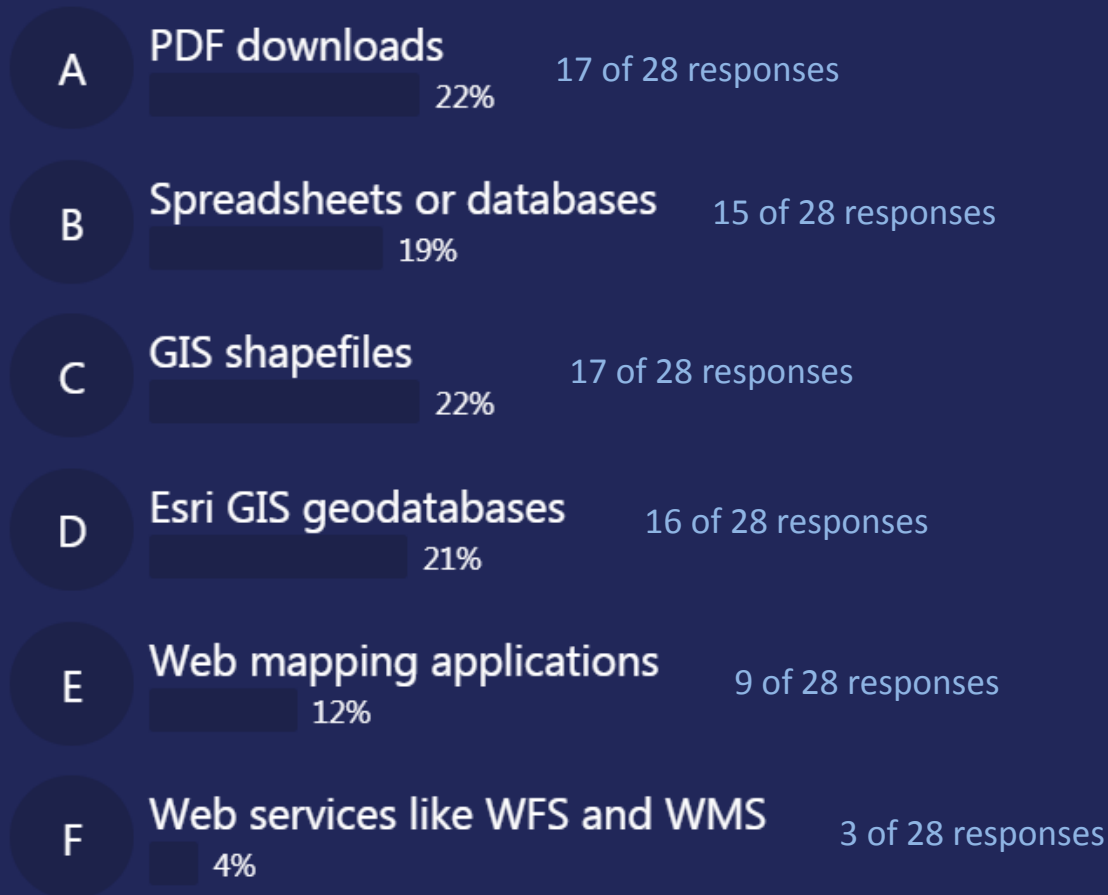 A
PDF downloads
22%
17 of 28 responses
B
Spreadsheets or databases
19%
15 of 28 responses
C
GIS shapefiles
22%
17 of 28 responses
D
Esri GIS geodatabases
21%
16 of 28 responses
E
Web mapping applications
12%
9 of 28 responses
F
Web services like WFS and WMS
4%
3 of 28 responses